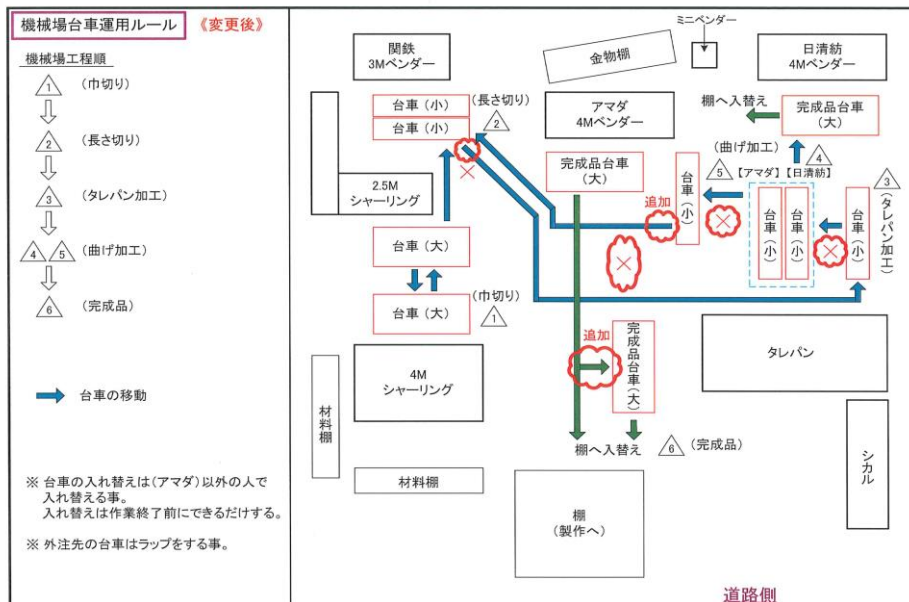 機械場台車運用ルール
《変更後》
機械場工程順
1 (巾切り)
2 (長さ切り)
3 (タレパン加工)
4 5 (曲げ加工)
6 (完成品)
台車の移動
※ 台車の入れ替えは(アマダ)以外の人で
入れ替える事。
入れ替えは作業終了前にできるだけする。
※ 外注先の台車はラップをする事。
関鉄
3Mベンダー
金物棚
ミニベンダー
日清紡
4Mベンダー
台車(小)
台車(小)
(長さ切り)
2
アマダ
4Mベンダー
棚へ入替え
完成品台車
(大)
(曲げ加工)
5
【アマダ】
4
【日清紡】
完成品台車
(大)
追加
台車(小)
台車(小)
台車(小)
台車(小)
3
(タレパン加工)
2.5M
シャーリング
台車(大)
台車(大)
(巾切り)
1
追加
完成品台車(大)
タレパン
4M
シャーリング
材料棚
材料棚
棚へ入替え
6 (完成品)
シカル
棚
(製作へ)
道路側